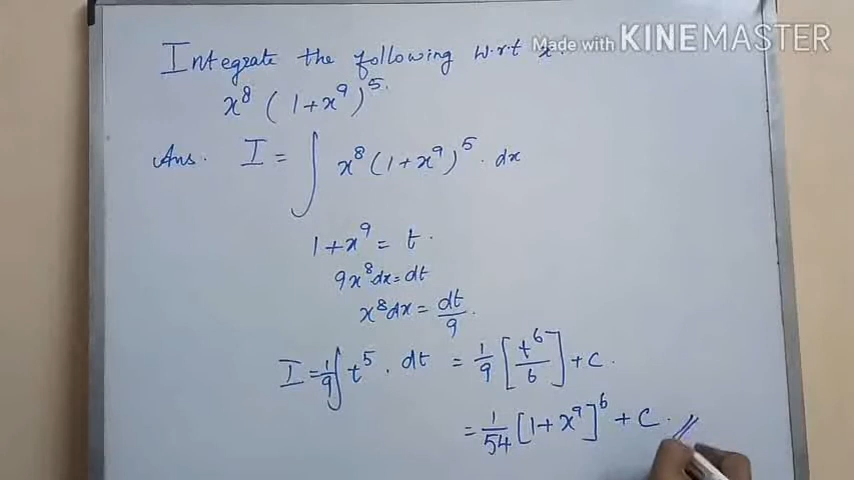 Integrate the following w.r.t x.
Made with KINEMASTER
x⁸ (1+x⁹)⁵.
Ans. I = ∫ x⁸ (1+x⁹)⁵ . dx
1+x⁹ = t.
9x⁸dx = dt
x⁸dx = dt/9.
I = 1/9 ∫ t⁵ . dt = 1/9 [t⁶/6] + c.
= 1/54 [1+x⁹]⁶ + C.